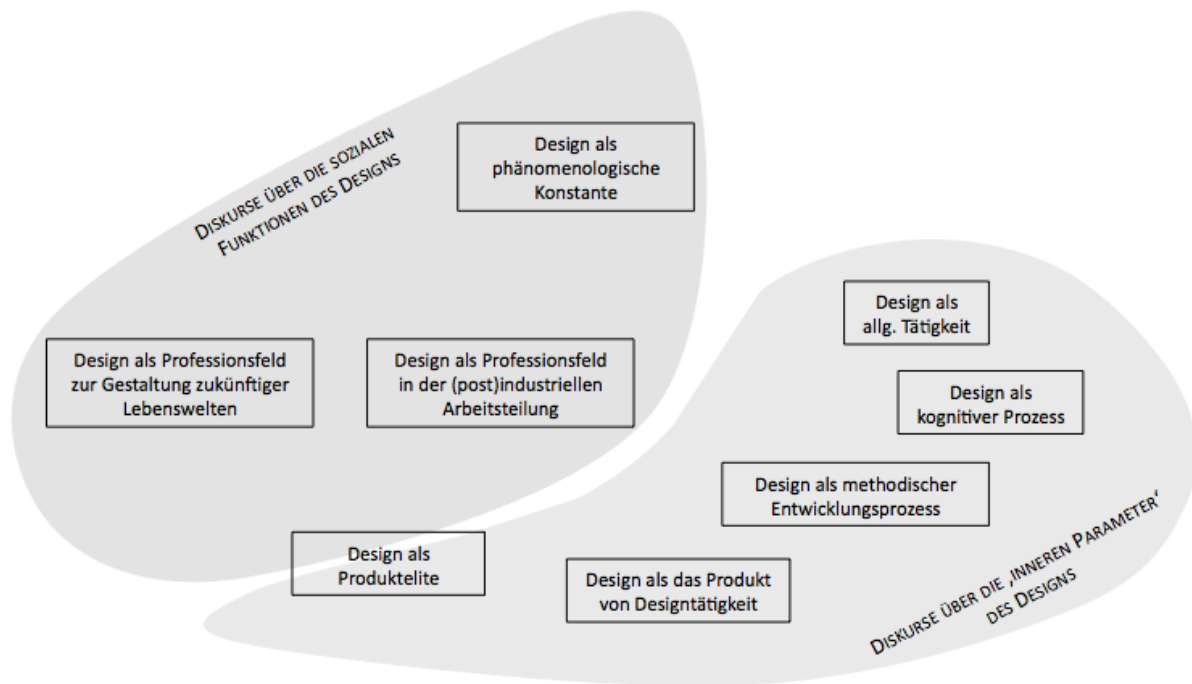 DISKURSE ÜBER DIE SOZIALEN
FUNKTIONEN DES DESIGNS
Design als
phänomenologische
Konstante
Design als Professionsfeld
zur Gestaltung zukünftiger
Lebenswelten
Design als Professionsfeld
in der (post)industriellen
Arbeitsteilung
Design als
allg. Tätigkeit
Design als
kognitiver Prozess
Design als methodischer
Entwicklungsprozess
Design als
Produktelite
Design als das Produkt
von Designtätigkeit
DISKURSE ÜBER DIE ‚INNEREN PARAMETER‘
DES DESIGNS